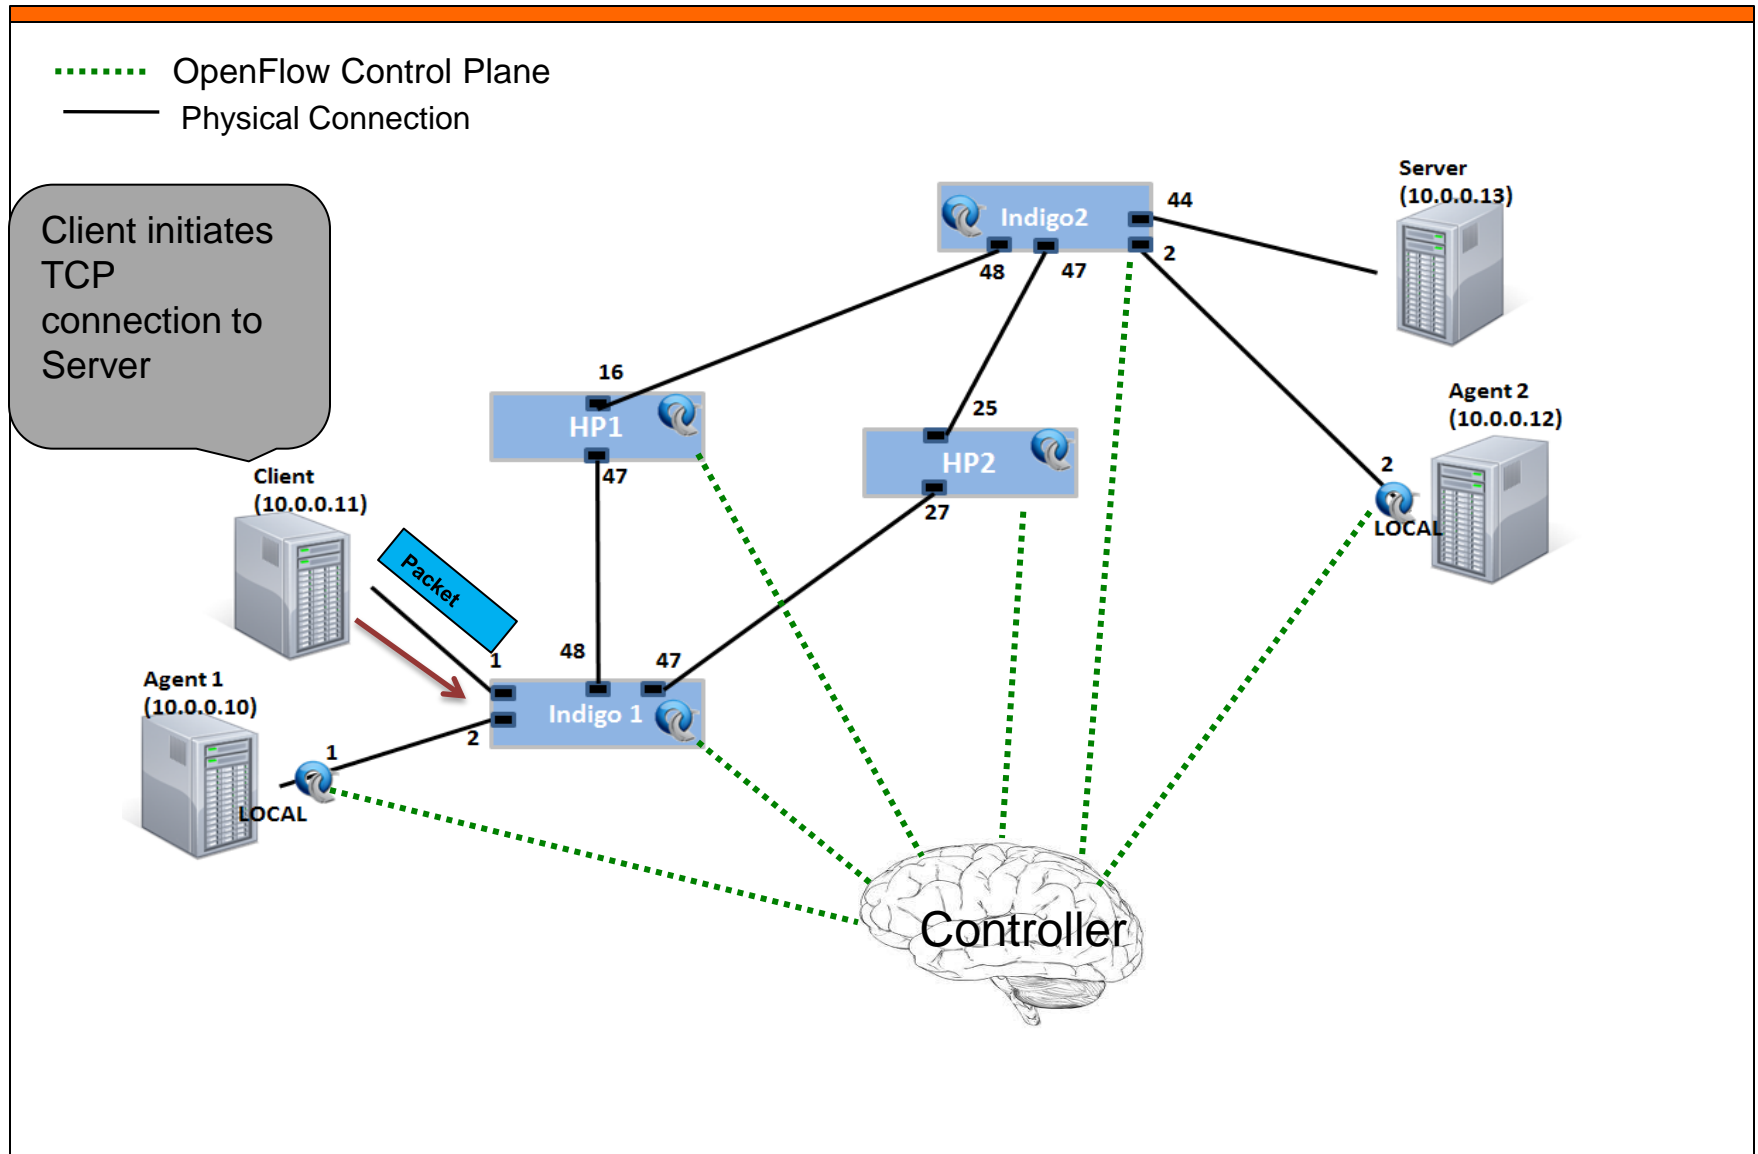 OpenFlow Control Plane
Physical Connection
Client initiates
TCP
connection to
Server
Server
(10.0.0.13)
44
Indigo2
2
48
47
16
HP1
47
25
HP2
27
Agent 2
(10.0.0.12)
2
LOCAL
Client
(10.0.0.11)
Packet
1
48
47
Indigo 1
2
Agent 1
(10.0.0.10)
1
LOCAL
Controller